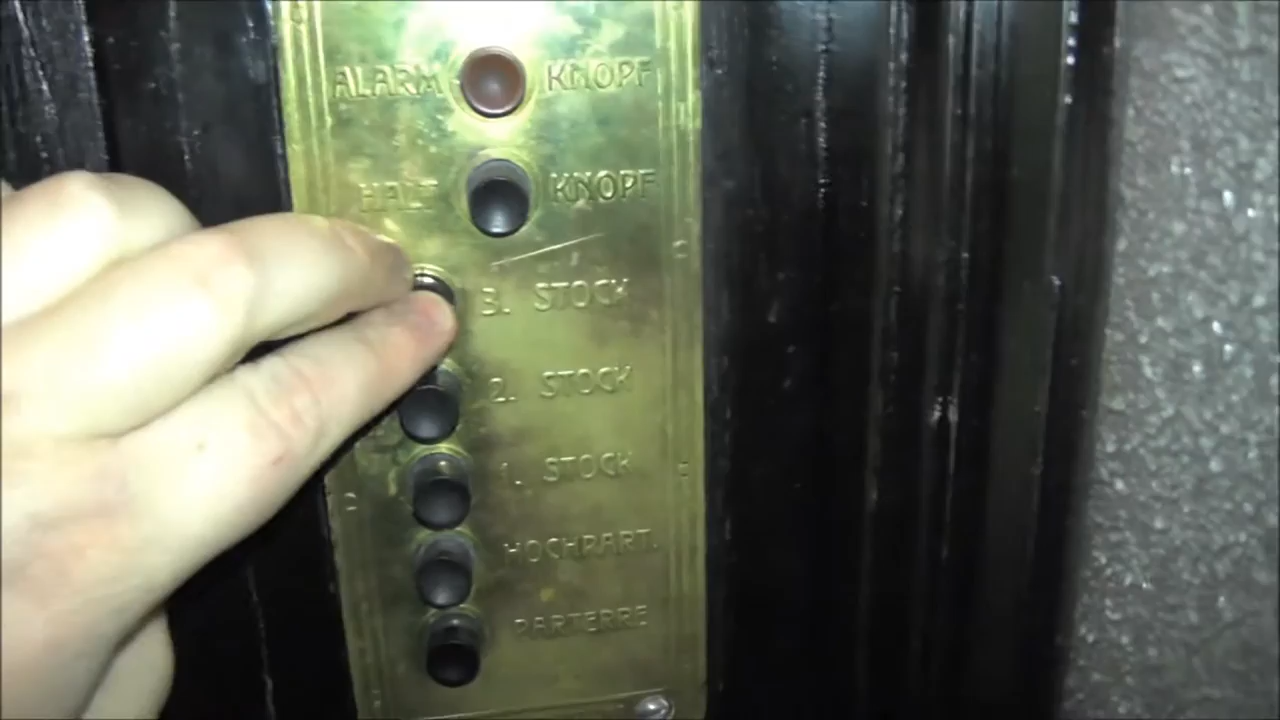 ALARM KNOPF
HALT KNOPF
3. STOCK
2. STOCK
1. STOCK
HOCHPART.
PARTERRE